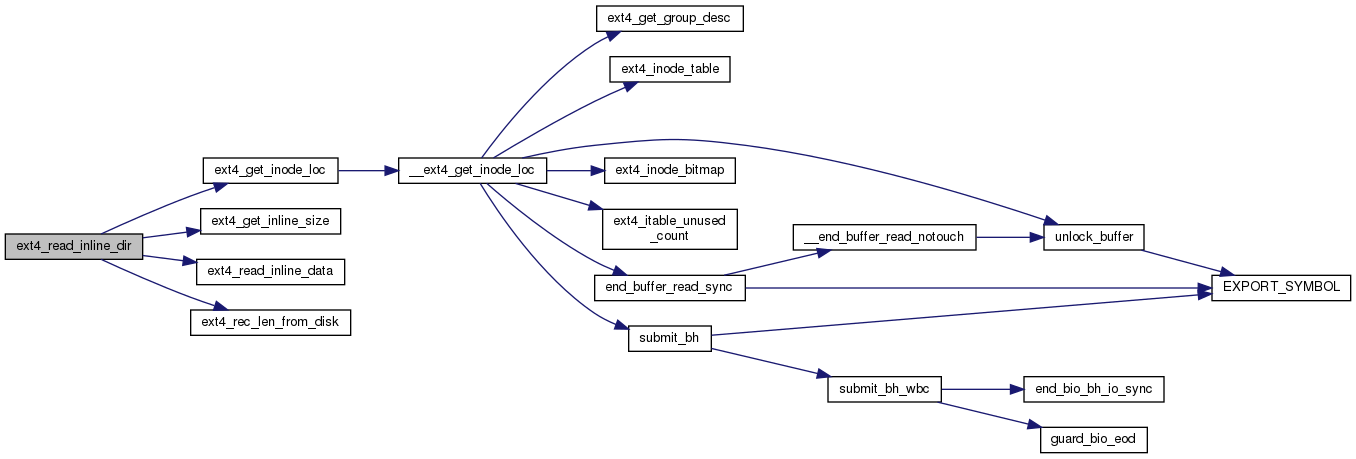 ext4_read_inline_dir
ext4_get_inode_loc
ext4_get_inline_size
ext4_read_inline_data
ext4_rec_len_from_disk
__ext4_get_inode_loc
ext4_get_group_desc
ext4_inode_table
ext4_inode_bitmap
ext4_itable_unused
_count
end_buffer_read_sync
submit_bh
__end_buffer_read_notouch
submit_bh_wbc
unlock_buffer
end_bio_bh_io_sync
guard_bio_eod
EXPORT_SYMBOL